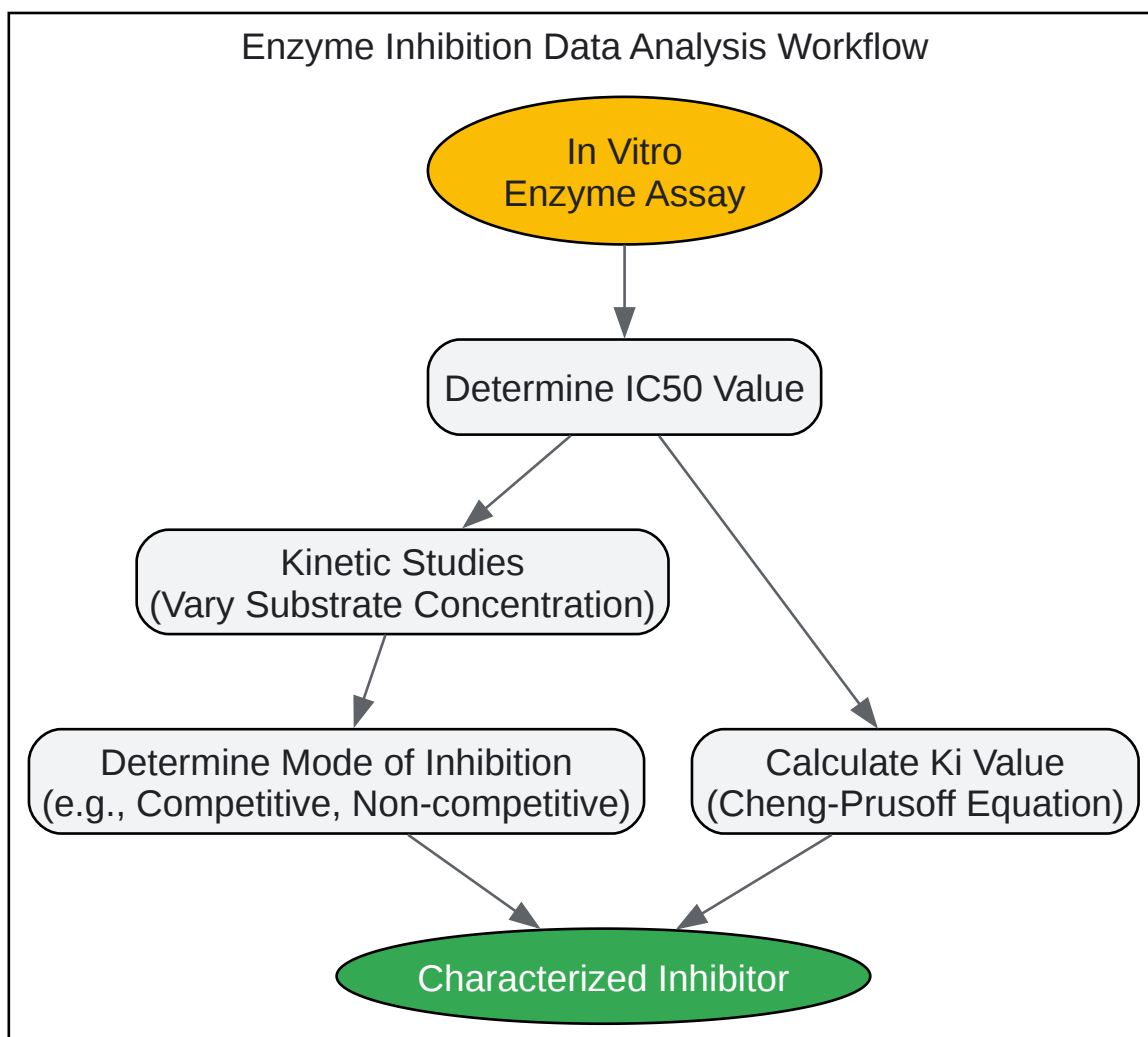 Enzyme Inhibition Data Analysis Workflow
In Vitro
Enzyme Assay
Determine IC50 Value
Kinetic Studies
(Vary Substrate Concentration)
Determine Mode of Inhibition
(e.g., Competitive, Non-competitive)
Calculate Ki Value
(Cheng-Prusoff Equation)
Characterized Inhibitor